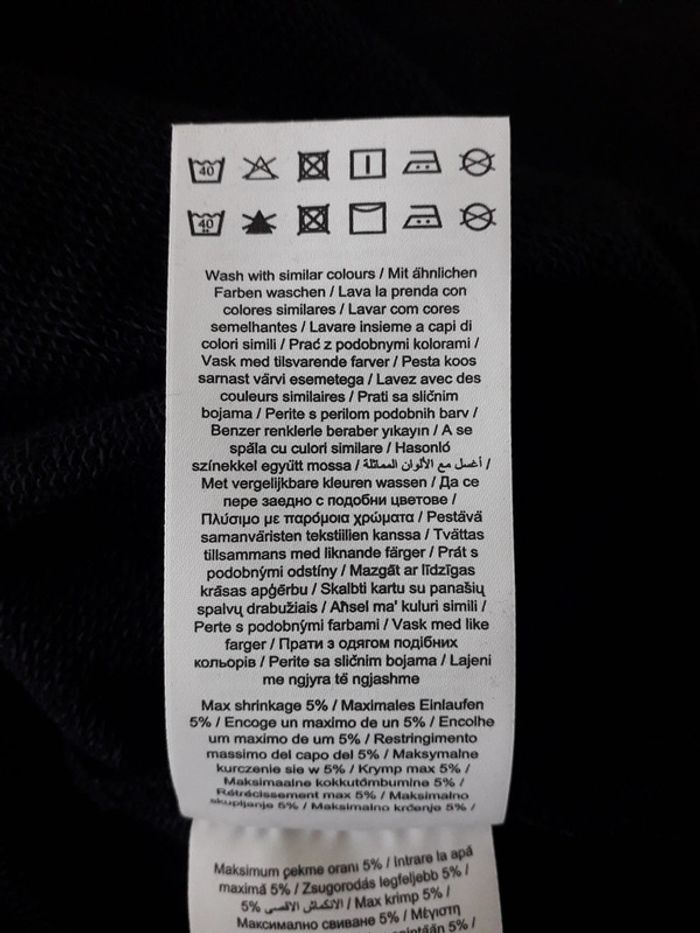 40
40
Wash with similar colours / Mit ähnlichen
Farben waschen / Lava la prenda con
colores similares / Lavar com cores
semelhantes / Lavare insieme a capi di
colori simili / Prać z podobnymi kolorami /
Vask med tilsvarende farver / Pesta koos
sarnast värvi esemetega / Lavez avec des
couleurs similaires / Prati sa sličnim
bojama / Perite s perilom podobnih barv /
Benzer renklerle beraber yıkayın / A se
spăla cu culori similare / Hasonló
színekkel együtt mossa / أغسل مع الألوان المماثلة /
Met vergelijkbare kleuren wassen / Да се
пере заедно с подобни цветове /
Πλύσιμο με παρόμοια χρώματα / Pestävä
samanväristen tekstiilien kanssa / Tvättas
tillsammans med liknande färger / Prát s
podobnými odstíny / Mazgāt ar līdzīgas
krāsas apģērbu / Skalbti kartu su panašių
spalvų drabužiais / Aħsel ma' kuluri simili /
Perte s podobnými farbami / Vask med like
farger / Прати з одягом подібних
кольорів / Perite sa sličnim bojama / Lajeni
me ngjyra të ngjashme
Max shrinkage 5% / Maximales Einlaufen
5% / Encoge un maximo de un 5% / Encolhe
um maximo de um 5% / Restringimento
massimo del capo del 5% / Maksymalne
kurczenie sie w 5% / Krymp max 5% /
Maksimaalne kokkutõmbumine 5% /
Rétrécissement max 5% / Maksimalno
skupljanje 5% / Maksimalno krčenje 5% /
Maksimum çekme oranı 5% / Intrare la apă
maximă 5% / Zsugorodás legfeljebb 5% /
5% الانكماش الاقصى / Max krimp 5% /
Максимално свиване 5% / Μέγιστη
5% /